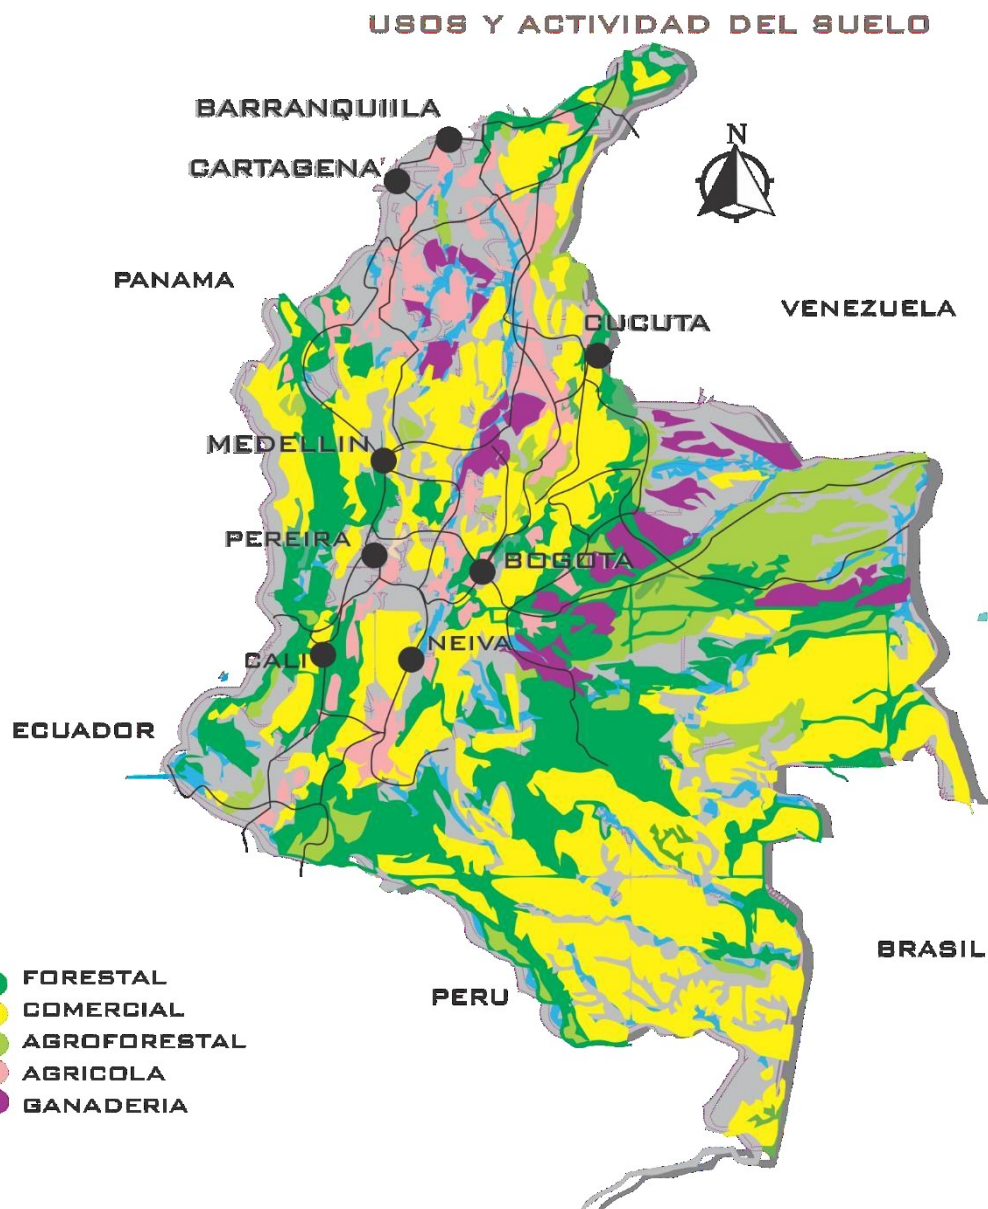 USOS Y ACTIVIDAD DEL SUELO
BARRANQUIILA
N
CARTAGENA
PANAMA
VENEZUELA
CUCUTA
MEDELLIN
PEREIRA
BOGOTA
CALI
NEIVA
ECUADOR
BRASIL
PERU
FORESTAL
COMERCIAL
AGROFORESTAL
AGRICOLA
GANADERIA